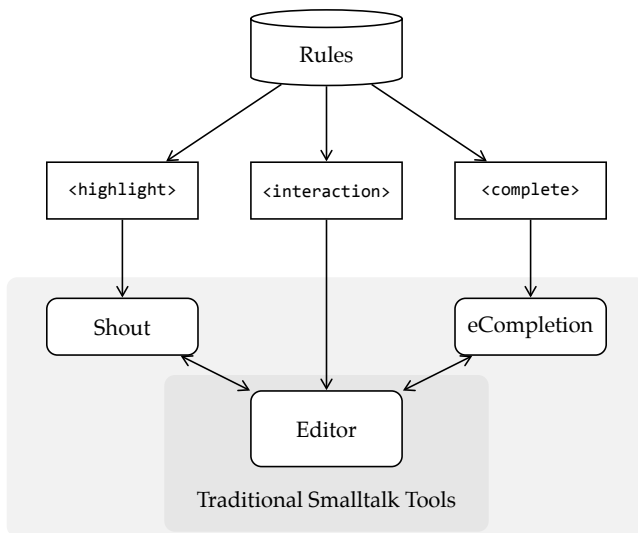 Rules
<highlight>
<interaction>
<complete>
Shout
eCompletion
Editor
Traditional Smalltalk Tools